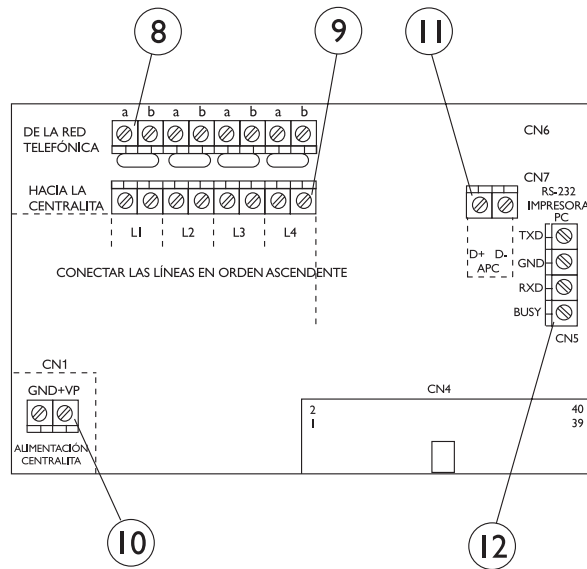 8
9
11
a b a b a b a b
DE LA RED
TELEFÓNICA
CN6
HACIA LA
CENTRALITA
CN7
RS-232
IMPRESORA
PC
L1 L2 L3 L4
TXD
GND
RXD
BUSY
D+ D-
APC
CONECTAR LAS LÍNEAS EN ORDEN ASCENDENTE
CN5
CN1
GND+VP
ALIMENTACIÓN
CENTRALITA
CN4
2 40
1 39
10
12